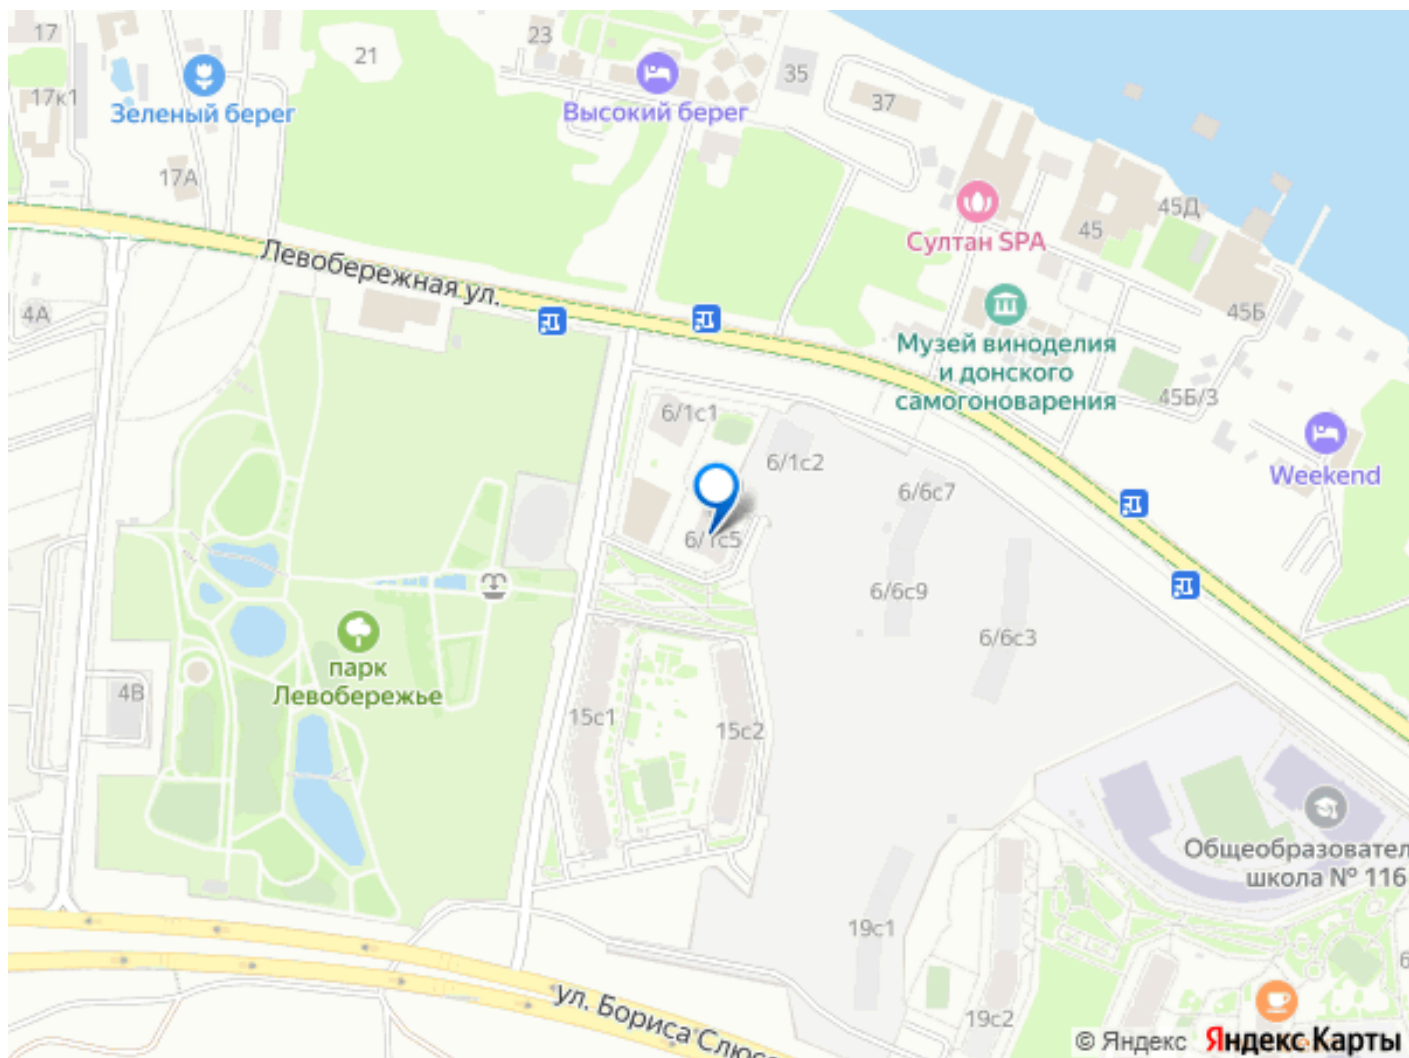 17
23
21
35
37
17к1
Зеленый берег
Высокий берег
17А
Султан SPA
45Д
45
Левобережная ул.
4А
45Б
Музей виноделия
и донского
самогоноварения
45Б/3
6/1с1
6/1с2
6/6с7
Weekend
6/1с5
6/6с9
6/6с3
парк
Левобережье
4В
15с1
15с2
Общеобразовател
школа № 116
19с1
6
ул. Бориса Слюс
19с2
© Яндекс Яндекс Карты